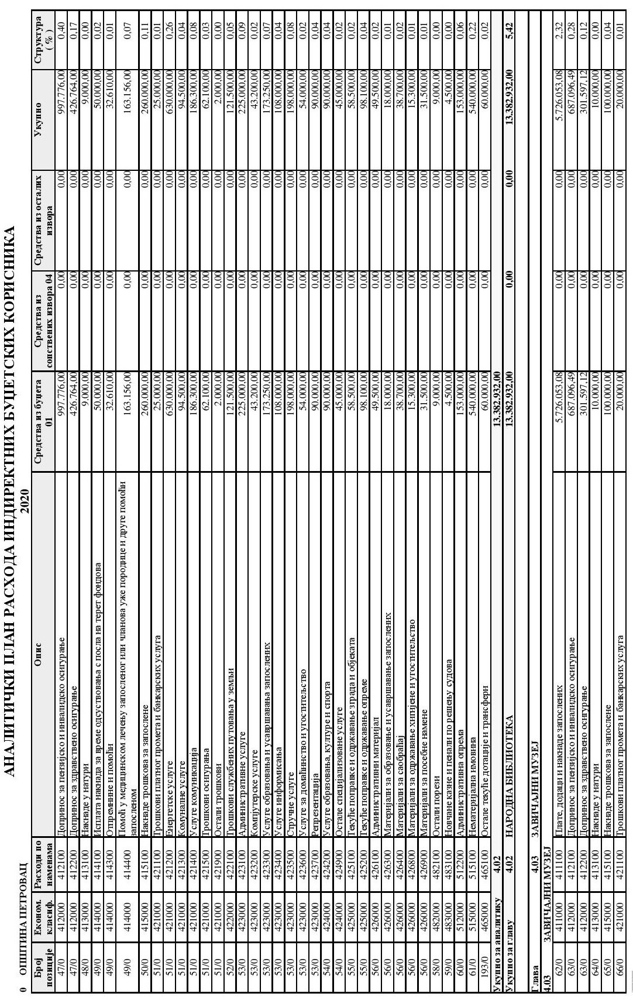 АНАЛИТИЧКИ ПЛАН РАСХОДА ИНДИРЕКТНИХ БУЏЕТСКИХ КОРИСНИКА
2020
0 ОПШТИНА ПЕТРОВАЦ
Број позиције Економ. класиф. Расходи по наменама Опис Средства из буџета 01 Средства из сопствених извора 04 Средства из осталих извора Укупно Структура ( % )
47/0 412000 412100 Допринос за пензијско и инвалидско осигурање 997.776,00 0,00 0,00 997.776,00 0,40
47/0 412000 412200 Допринос за здравствено осигурање 426.764,00 0,00 0,00 426.764,00 0,17
48/0 413000 413100 Накнаде у натури 9.000,00 0,00 0,00 9.000,00 0,00
49/0 414000 414100 Исплата накнада за време одсуствовања с посла на терет фондова 50.000,00 0,00 0,00 50.000,00 0,02
49/0 414000 414300 Отпремнине и помоћи 32.610,00 0,00 0,00 32.610,00 0,01
49/0 414000 414400 Помоћ у медицинском лечењу запосленог или чланова уже породице и друге помоћи запосленом 163.156,00 0,00 0,00 163.156,00 0,07
50/0 415000 415100 Накнаде трошкова за запослене 260.000,00 0,00 0,00 260.000,00 0,11
51/0 421000 421100 Трошкови платног промета и банкарских услуга 25.000,00 0,00 0,00 25.000,00 0,01
51/0 421000 421200 Енергетске услуге 630.000,00 0,00 0,00 630.000,00 0,26
51/0 421000 421300 Комуналне услуге 94.500,00 0,00 0,00 94.500,00 0,04
51/0 421000 421400 Услуге комуникација 186.300,00 0,00 0,00 186.300,00 0,08
51/0 421000 421500 Трошкови осигурања 62.100,00 0,00 0,00 62.100,00 0,03
51/0 421000 421900 Остали трошкови 2.000,00 0,00 0,00 2.000,00 0,00
52/0 422000 422100 Трошкови службених путовања у земљи 121.500,00 0,00 0,00 121.500,00 0,05
53/0 423000 423100 Административне услуге 225.000,00 0,00 0,00 225.000,00 0,09
53/0 423000 423200 Компјутерске услуге 43.200,00 0,00 0,00 43.200,00 0,02
53/0 423000 423300 Услуге образовања и усавршавања запослених 173.250,00 0,00 0,00 173.250,00 0,07
53/0 423000 423400 Услуге информисања 108.000,00 0,00 0,00 108.000,00 0,04
53/0 423000 423500 Стручне услуге 198.000,00 0,00 0,00 198.000,00 0,08
53/0 423000 423600 Услуге за домаћинство и угоститељство 54.000,00 0,00 0,00 54.000,00 0,02
53/0 423000 423700 Репрезентација 90.000,00 0,00 0,00 90.000,00 0,04
54/0 424000 424200 Услуге образовања, културе и спорта 90.000,00 0,00 0,00 90.000,00 0,04
54/0 424000 424900 Остале специјализоване услуге 45.000,00 0,00 0,00 45.000,00 0,02
55/0 425000 425100 Текуће поправке и одржавање зграда и објеката 58.500,00 0,00 0,00 58.500,00 0,02
55/0 425000 425200 Текуће поправке и одржавање опреме 98.100,00 0,00 0,00 98.100,00 0,04
56/0 426000 426100 Административни материјал 49.500,00 0,00 0,00 49.500,00 0,02
56/0 426000 426300 Материјали за образовање и усавршавање запослених 18.000,00 0,00 0,00 18.000,00 0,01
56/0 426000 426400 Материјали за саобраћај 38.700,00 0,00 0,00 38.700,00 0,02
56/0 426000 426800 Материјали за одржавање хигијене и угоститељство 15.300,00 0,00 0,00 15.300,00 0,01
56/0 426000 426900 Материјали за посебне намене 31.500,00 0,00 0,00 31.500,00 0,01
58/0 482000 482100 Остали порези 9.000,00 0,00 0,00 9.000,00 0,00
59/0 483000 483100 Новчане казне и пенали по решењу судова 4.500,00 0,00 0,00 4.500,00 0,00
60/0 512000 512200 Административна опрема 153.000,00 0,00 0,00 153.000,00 0,06
61/0 515000 515100 Нематеријална имовина 540.000,00 0,00 0,00 540.000,00 0,22
193/0 465000 465100 Остале текуће дотације и трансфери 60.000,00 0,00 0,00 60.000,00 0,02
Укупно за аналитику 4.02 13.382.932,00
Укупно за главу 4.02 НАРОДНА БИБЛИОТЕКА 13.382.932,00 0,00 0,00 13.382.932,00 5,42
Глава 4.03 ЗАВИЧАЈНИ МУЗЕЈ
4.03 ЗАВИЧАЈНИ МУЗЕЈ
62/0 411000 411100 Плате, додаци и накнаде запослених 5.726.053,08 0,00 0,00 5.726.053,08 2,32
63/0 412000 412100 Допринос за пензијско и инвалидско осигурање 687.096,49 0,00 0,00 687.096,49 0,28
63/0 412000 412200 Допринос за здравствено осигурање 301.597,12 0,00 0,00 301.597,12 0,12
64/0 413000 413100 Накнаде у натури 10.000,00 0,00 0,00 10.000,00 0,00
65/0 415000 415100 Накнаде трошкова за запослене 100.000,00 0,00 0,00 100.000,00 0,04
66/0 421000 421100 Трошкови платног промета и банкарских услуга 20.000,00 0,00 0,00 20.000,00 0,01